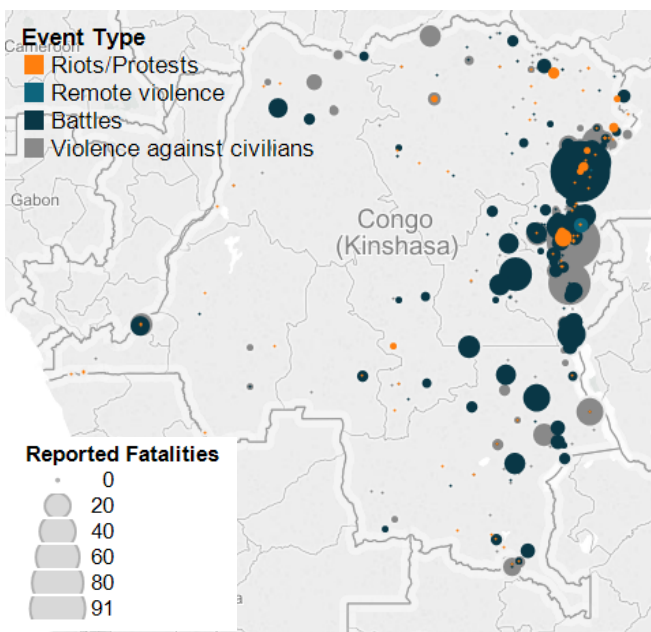 Event Type
Cameroon
Riots/Protests
Remote violence
Battles
Violence against civilians
Gabon
Congo
(Kinshasa)
Reported Fatalities
0
20
40
60
80
91